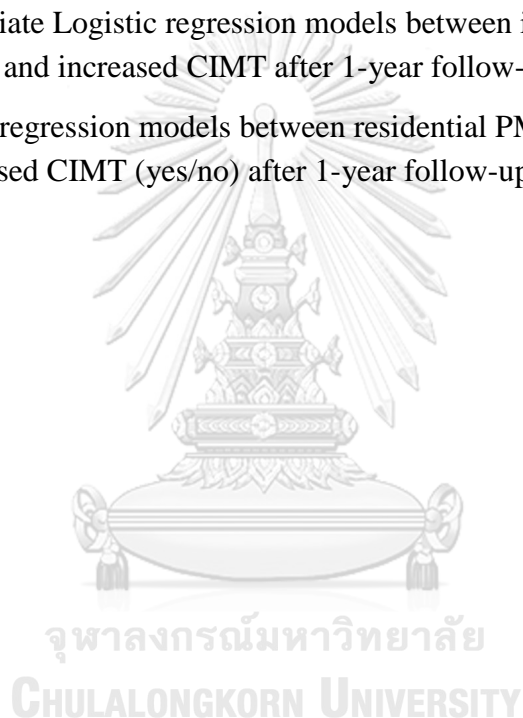 iate Logistic regression models between i
and increased CIMT after 1-year follow-
regression models between residential PM
sed CIMT (yes/no) after 1-year follow-up
จุฬาลงกรณ์มหาวิทยาลัย
CHULALONGKORN UNIVERSITY